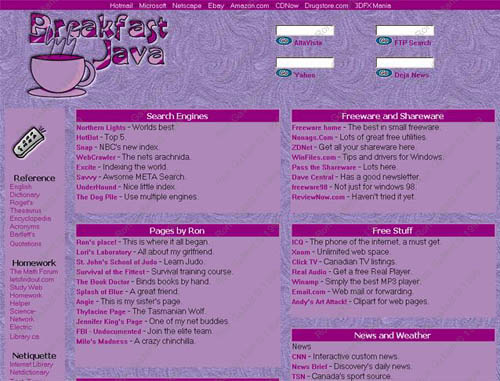 Hotmail Microsoft Netscape Ebay Amazon.com CDNow Drugstore.com 3DFXMania
Breakfast
Java
Go AltaVista
Go FTP Search
Go Yahoo
Go Deja News
Reference
English
Dictionary
Roget's
Thesaurus
Encyclopedia
Acronyms
Bartlett's
Quotations
Homework
The Math Forum
letsfindout.com
Study Web
Homework
Helper
Science-
Network
Electric
Library.ca
Netiquette
Internet Library
Netdictionary
Search Engines
Northern Lights - Worlds best.
HotBot - Top 5.
Snap - NBC's new index.
WebCrawler - The nets arachnida.
Excite - Indexing the world.
Savvy - Awsome META Search.
UnderHound - Nice little index.
The Dog Pile - Use multiple engines.
Freeware and Shareware
Freeware home - The best in small freeware.
Nonags.Com - Lots of great free utilities.
ZDNet - Get all your shareware here.
WinFiles.com - Tips and drivers for Windows.
Pass the Shareware - Lots here.
Dave Central - Has a good newsletter.
freeware98 - Not just for windows 98.
ReviewNow.com - Haven't tried it yet.
Pages by Ron
Ron's place! - This is where it all began.
Lori's Laboratory - All about my girlfriend.
St. John's School of Judo - Learn Judo.
Survival of the Fittest - Survival training course.
The Book Doctor - Binds books by hand.
Splash of Blue - A great friend.
Angie - This is my sister's page.
Thylacine Page - The Tasmanian Wolf.
Jennifer King's Page - One of my net buddies.
FBI - Undocumented - Join the elite team.
Milo's Madness - A crazy chinchilla.
Free Stuff
ICQ - The phone of the internet, a must get.
Xoom - Unlimited web space.
Click TV - Canadian TV listings.
Real Audio - Get a free Real Player.
Winamp - Simply the best MP3 player.
Email.com - Web mail or forwarding.
Andy's Art Attack! - Clipart for web pages.
News and Weather
News
CNN - Interactive custom news.
News Brief - Discovery's daily news.
TSN - Canada's sport source.